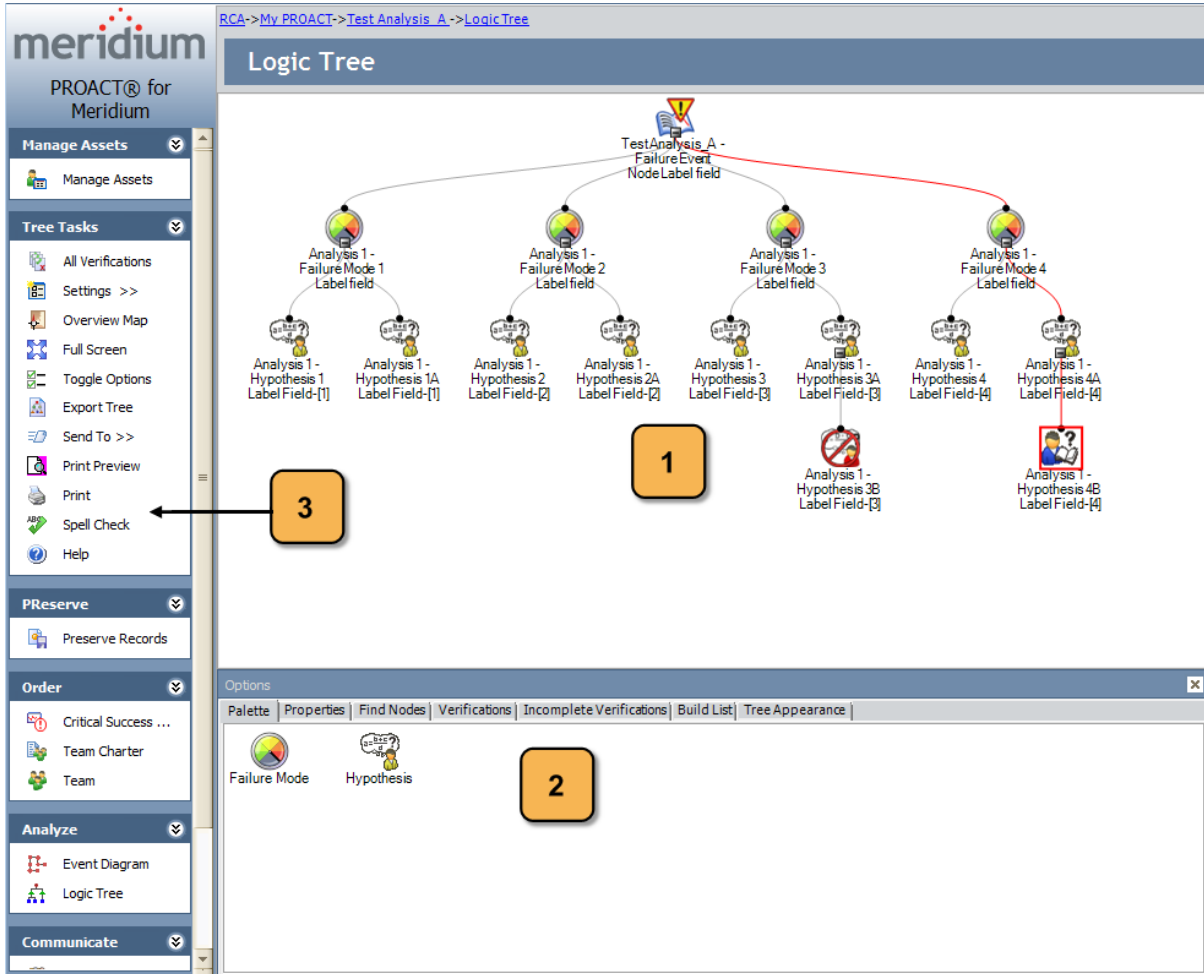 meridium
PROACT® for
Meridium
Manage Assets
Manage Assets
Tree Tasks
All Verifications
Settings >>
Overview Map
Full Screen
Toggle Options
Export Tree
Send To >>
Print Preview
Print
Spell Check
Help
PReserve
Preserve Records
Order
Critical Success ...
Team Charter
Team
Analyze
Event Diagram
Logic Tree
Communicate
RCA->My PROACT->Test Analysis_A->Logic Tree
Logic Tree
TestAnalysis_A -
Failure Event
Node Label field
Analysis 1 -
Failure Mode 1
Label field
Analysis 1 -
Failure Mode 2
Label field
Analysis 1 -
Failure Mode 3
Label field
Analysis 1 -
Failure Mode 4
Label field
Analysis 1 -
Hypothesis 1
Label Field-[1]
Analysis 1 -
Hypothesis 1A
Label Field-[1]
Analysis 1 -
Hypothesis 2
Label Field-[2]
Analysis 1 -
Hypothesis 2A
Label Field-[2]
Analysis 1 -
Hypothesis 3
Label Field-[3]
Analysis 1 -
Hypothesis 3A
Label Field-[3]
Analysis 1 -
Hypothesis 4
Label Field-[4]
Analysis 1 -
Hypothesis 4A
Label Field-[4]
Analysis 1 -
Hypothesis 3B
Label Field-[3]
Analysis 1 -
Hypothesis 4B
Label Field-[4]
1
3
Options
Palette Properties Find Nodes Verifications Incomplete Verifications Build List Tree Appearance
Failure Mode Hypothesis
2